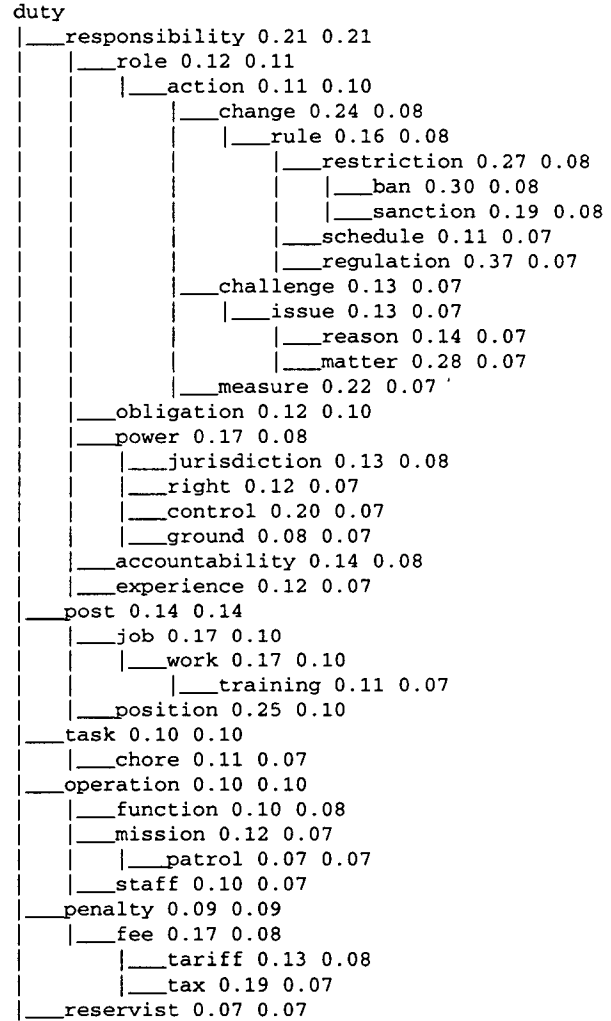 duty
|___responsibility 0.21 0.21
|   |___role 0.12 0.11
|   |   |___action 0.11 0.10
|   |   |   |___change 0.24 0.08
|   |   |   |   |___rule 0.16 0.08
|   |   |   |   |   |___restriction 0.27 0.08
|   |   |   |   |   |   |___ban 0.30 0.08
|   |   |   |   |   |   |___sanction 0.19 0.08
|   |   |   |   |   |___schedule 0.11 0.07
|   |   |   |   |   |___regulation 0.37 0.07
|   |   |   |___challenge 0.13 0.07
|   |   |   |   |___issue 0.13 0.07
|   |   |   |   |   |___reason 0.14 0.07
|   |   |   |   |   |___matter 0.28 0.07
|   |   |   |___measure 0.22 0.07
|   |___obligation 0.12 0.10
|   |___power 0.17 0.08
|   |   |___jurisdiction 0.13 0.08
|   |   |___right 0.12 0.07
|   |   |___control 0.20 0.07
|   |   |___ground 0.08 0.07
|   |___accountability 0.14 0.08
|   |___experience 0.12 0.07
|___post 0.14 0.14
|   |___job 0.17 0.10
|   |   |___work 0.17 0.10
|   |   |   |___training 0.11 0.07
|   |___position 0.25 0.10
|___task 0.10 0.10
|   |___chore 0.11 0.07
|___operation 0.10 0.10
|   |___function 0.10 0.08
|   |___mission 0.12 0.07
|   |   |___patrol 0.07 0.07
|   |___staff 0.10 0.07
|___penalty 0.09 0.09
|   |___fee 0.17 0.08
|   |   |___tariff 0.13 0.08
|   |   |___tax 0.19 0.07
|___reservist 0.07 0.07